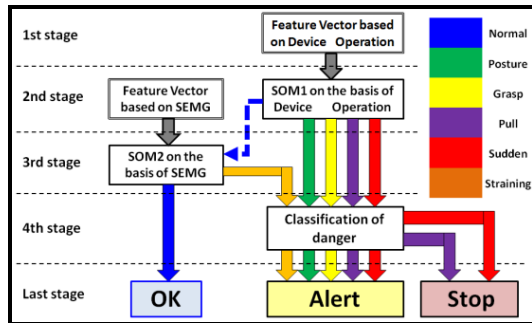 1st stage
Feature Vector based
on Device Operation
Normal
Posture
2nd stage
Feature Vector
based on SEMG
SOM1 on the basis of
Device Operation
Grasp
Pull
3rd stage
SOM2 on the
basis of SEMG
Sudden
Straining
4th stage
Classification of
danger
Last stage
OK
Alert
Stop